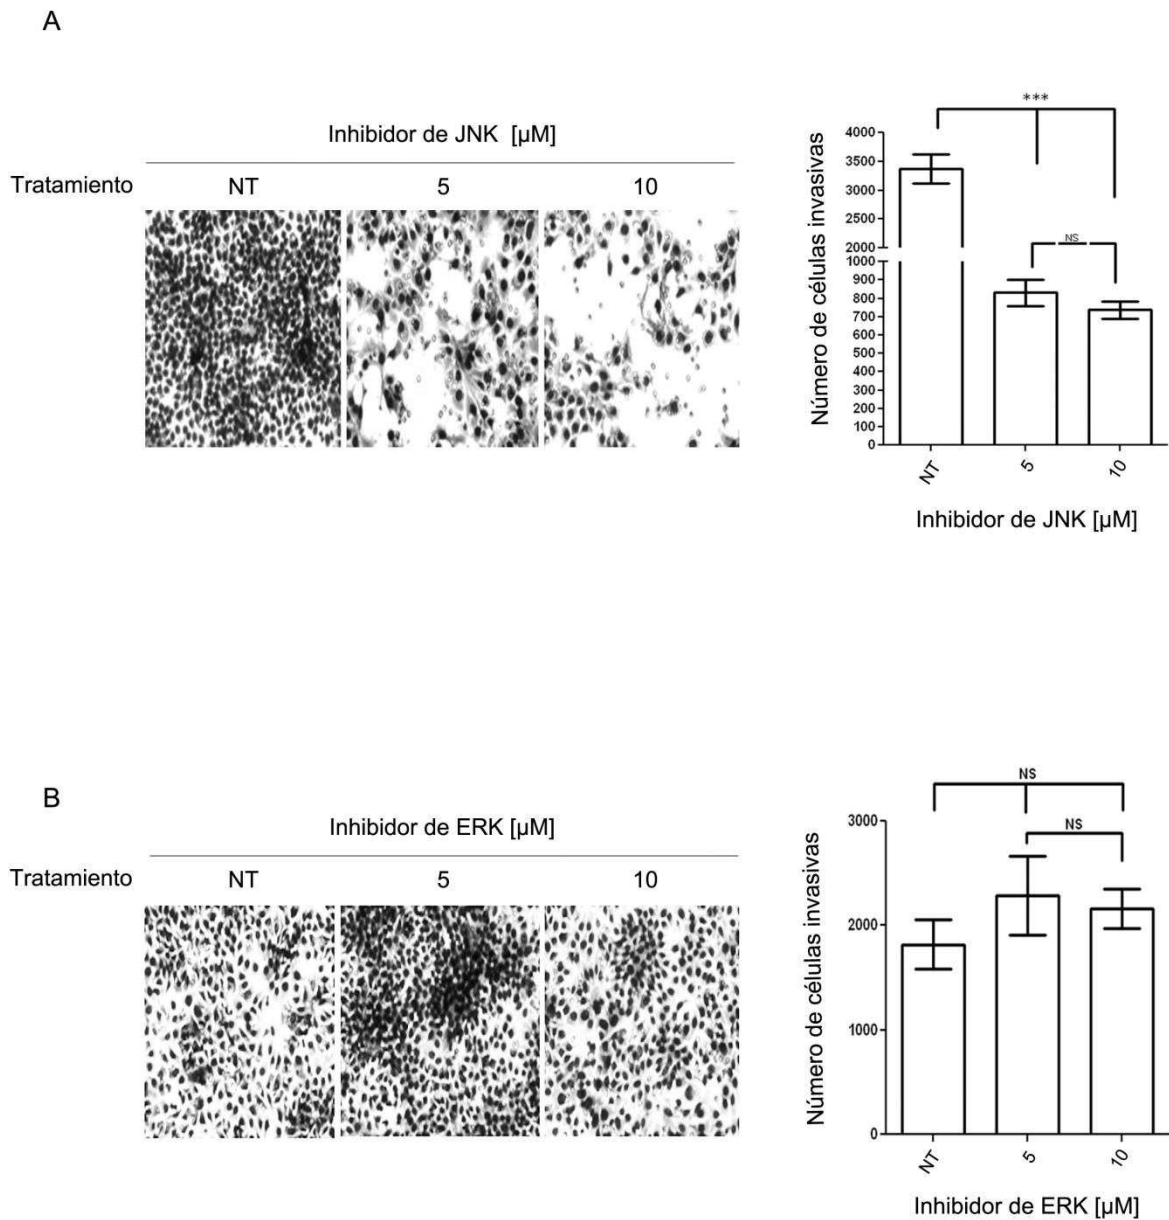 A
Inhibidor de JNK [µM]
Tratamiento NT 5 10
***
4000
3500
3000
2500
2000
NS
1000
900
800
700
600
500
400
300
200
100
0
Número de células invasivas
NT 5 10
Inhibidor de JNK [µM]
B
Inhibidor de ERK [µM]
Tratamiento NT 5 10
NS
NS
3000
2000
1000
0
Número de células invasivas
NT 5 10
Inhibidor de ERK [µM]